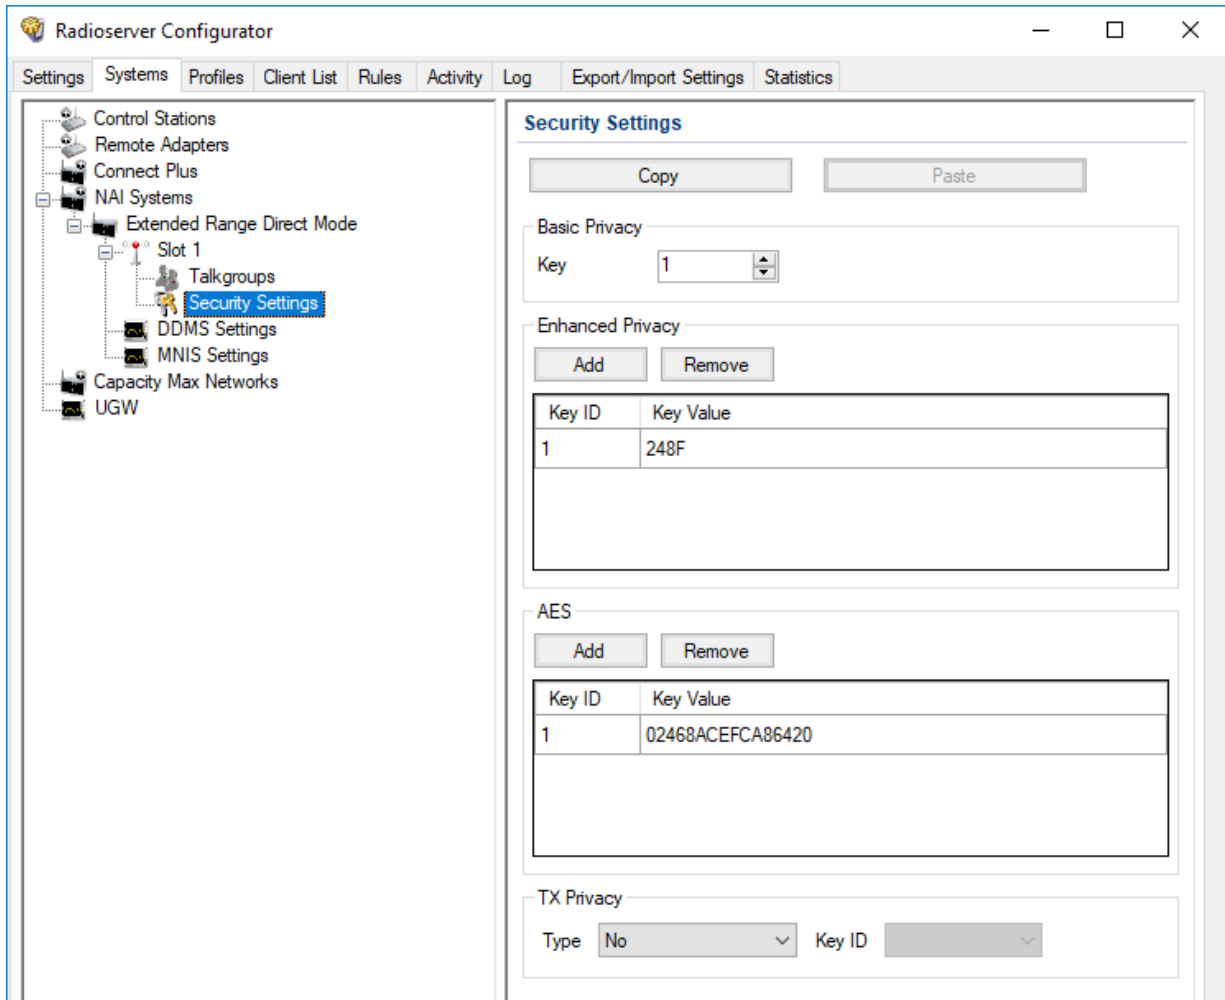 Radioserver Configurator
Settings Systems Profiles Client List Rules Activity Log Export/Import Settings Statistics
Control Stations
Remote Adapters
Connect Plus
NAI Systems
Extended Range Direct Mode
Slot 1
Talkgroups
Security Settings
DDMS Settings
MNIS Settings
Capacity Max Networks
UGW
Security Settings
Copy Paste
Basic Privacy
Key 1
Enhanced Privacy
Add Remove
Key ID Key Value
1 248F
AES
Add Remove
Key ID Key Value
1 02468ACEFCA86420
TX Privacy
Type No Key ID